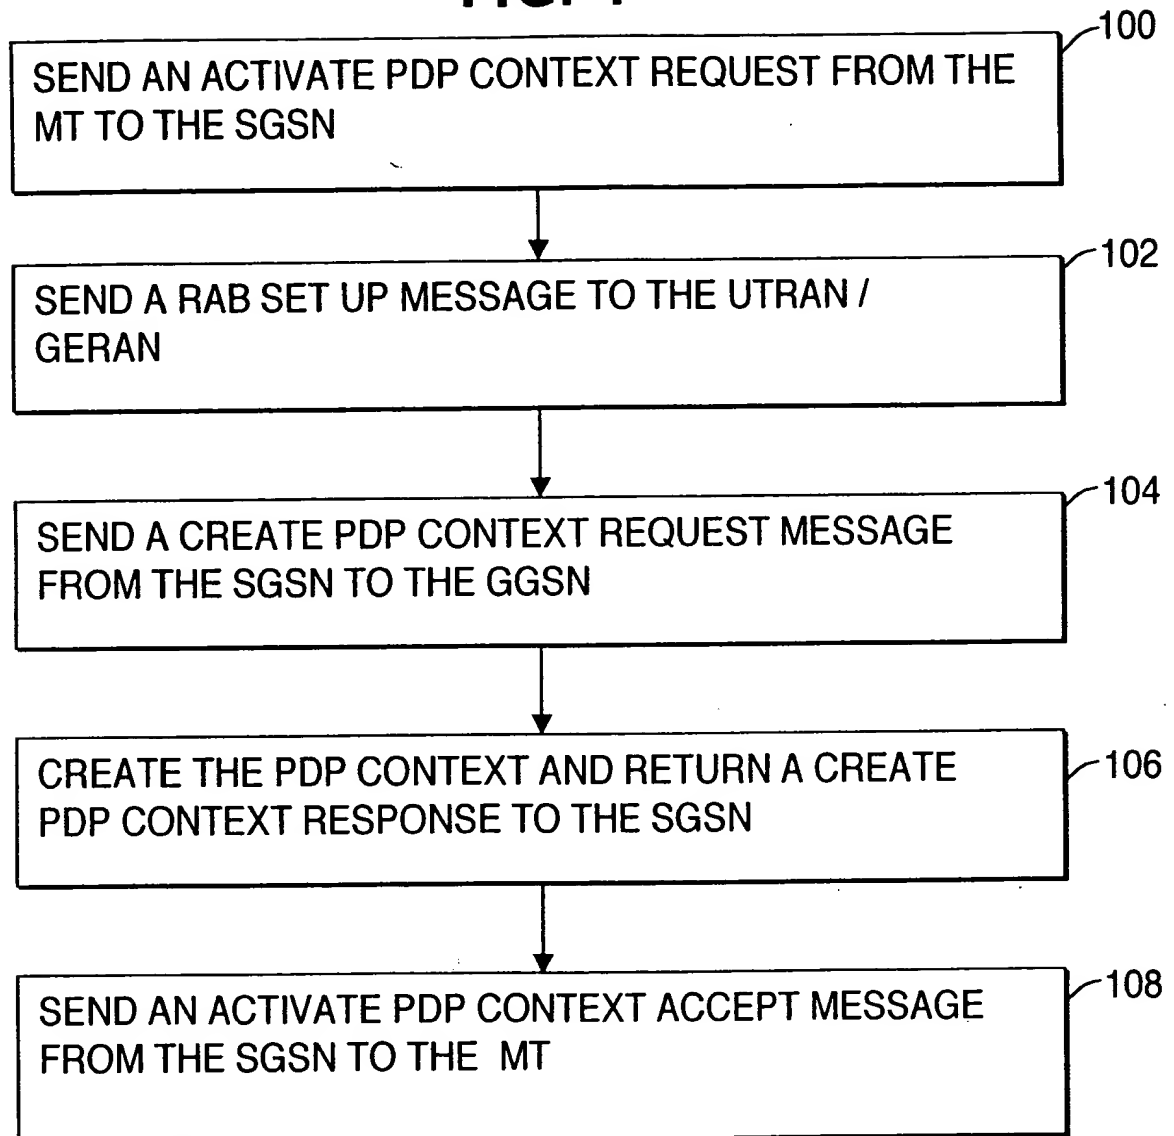 100
SEND AN ACTIVATE PDP CONTEXT REQUEST FROM THE
MT TO THE SGSN
102
SEND A RAB SET UP MESSAGE TO THE UTRAN /
GERAN
104
SEND A CREATE PDP CONTEXT REQUEST MESSAGE
FROM THE SGSN TO THE GGSN
106
CREATE THE PDP CONTEXT AND RETURN A CREATE
PDP CONTEXT RESPONSE TO THE SGSN
108
SEND AN ACTIVATE PDP CONTEXT ACCEPT MESSAGE
FROM THE SGSN TO THE MT